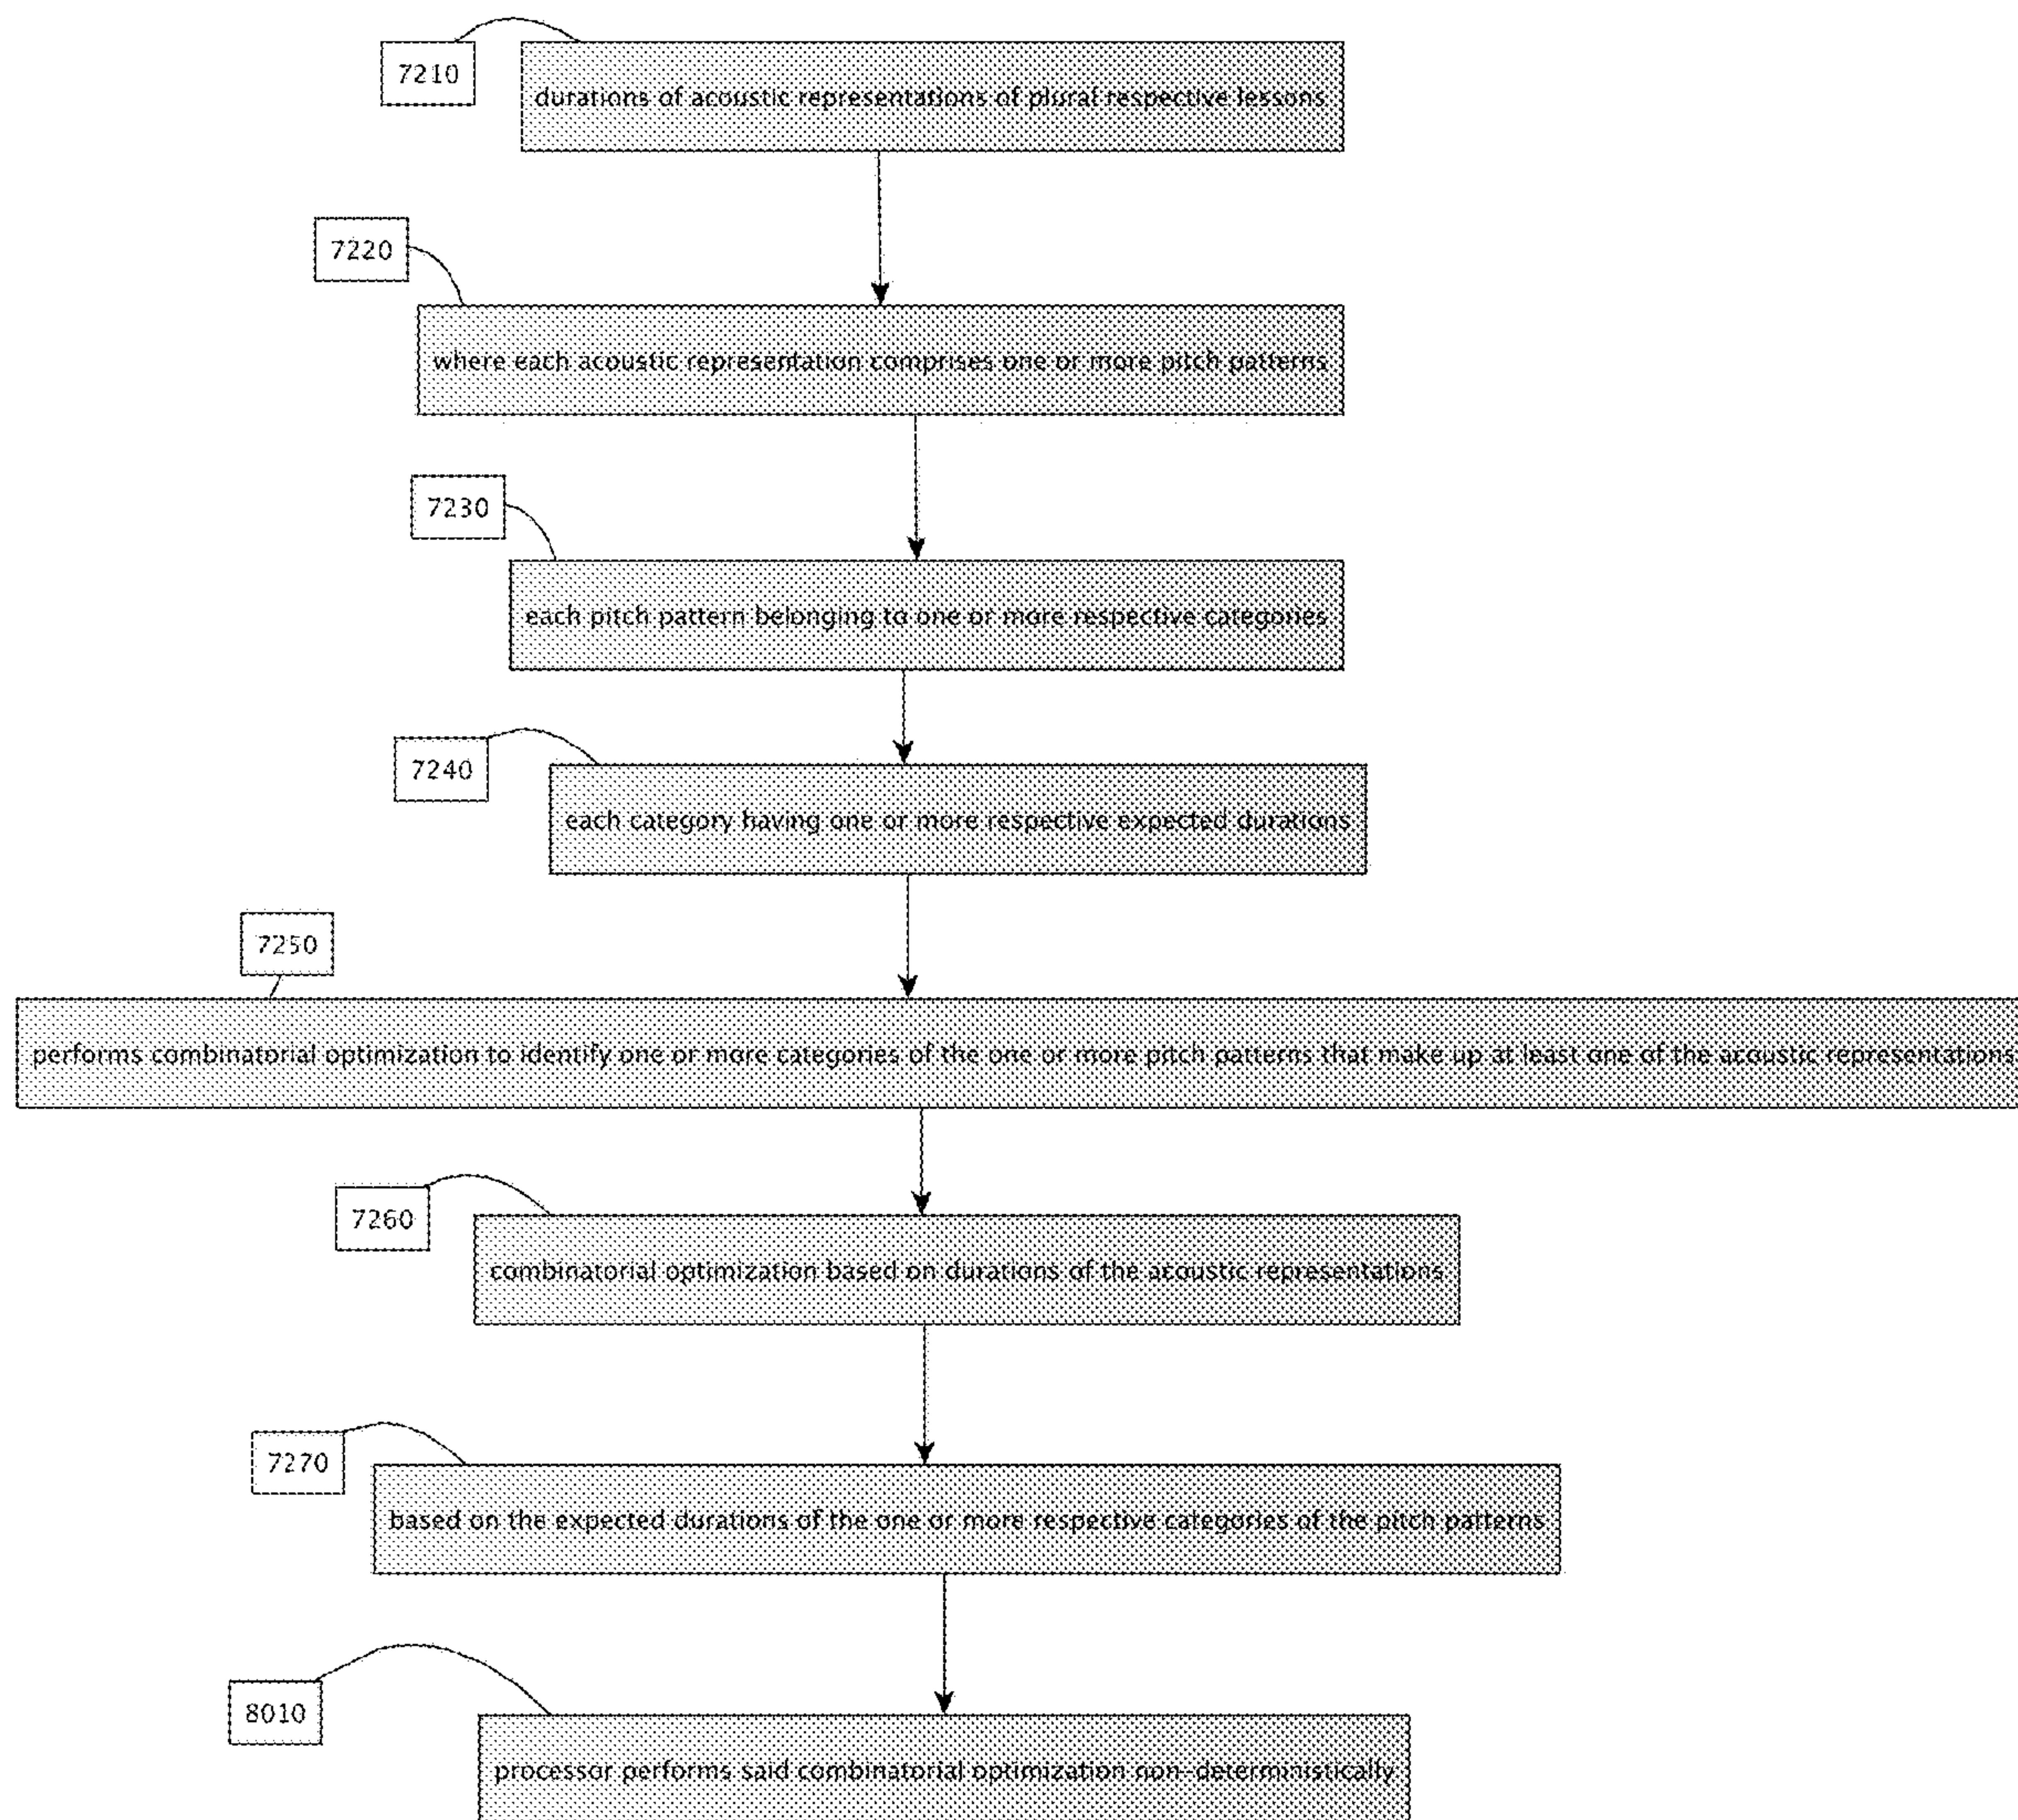 7210
durations of acoustic representations of plural respective lessons
7220
where each acoustic representation comprises one or more pitch patterns
7230
each pitch pattern belonging to one or more respective categories
7240
each category having one or more respective expected durations
7250
performs combinatorial optimization to identify one or more categories of the one or more pitch patterns that make up at least one of the acoustic representations
7260
combinatorial optimization based on durations of the acoustic representations
7270
based on the expected durations of the one or more respective categories of the pitch patterns
8010
processor performs said combinatorial optimization non-deterministically